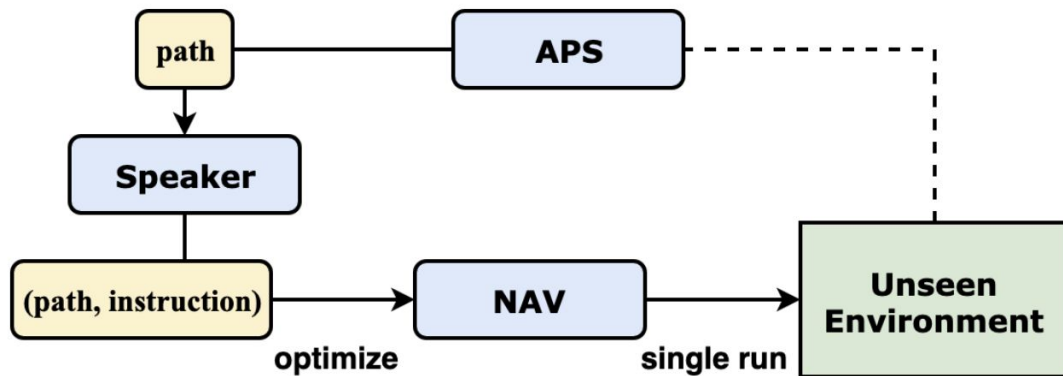 path
APS
Speaker
(path, instruction)
NAV
Unseen
Environment
optimize
single run